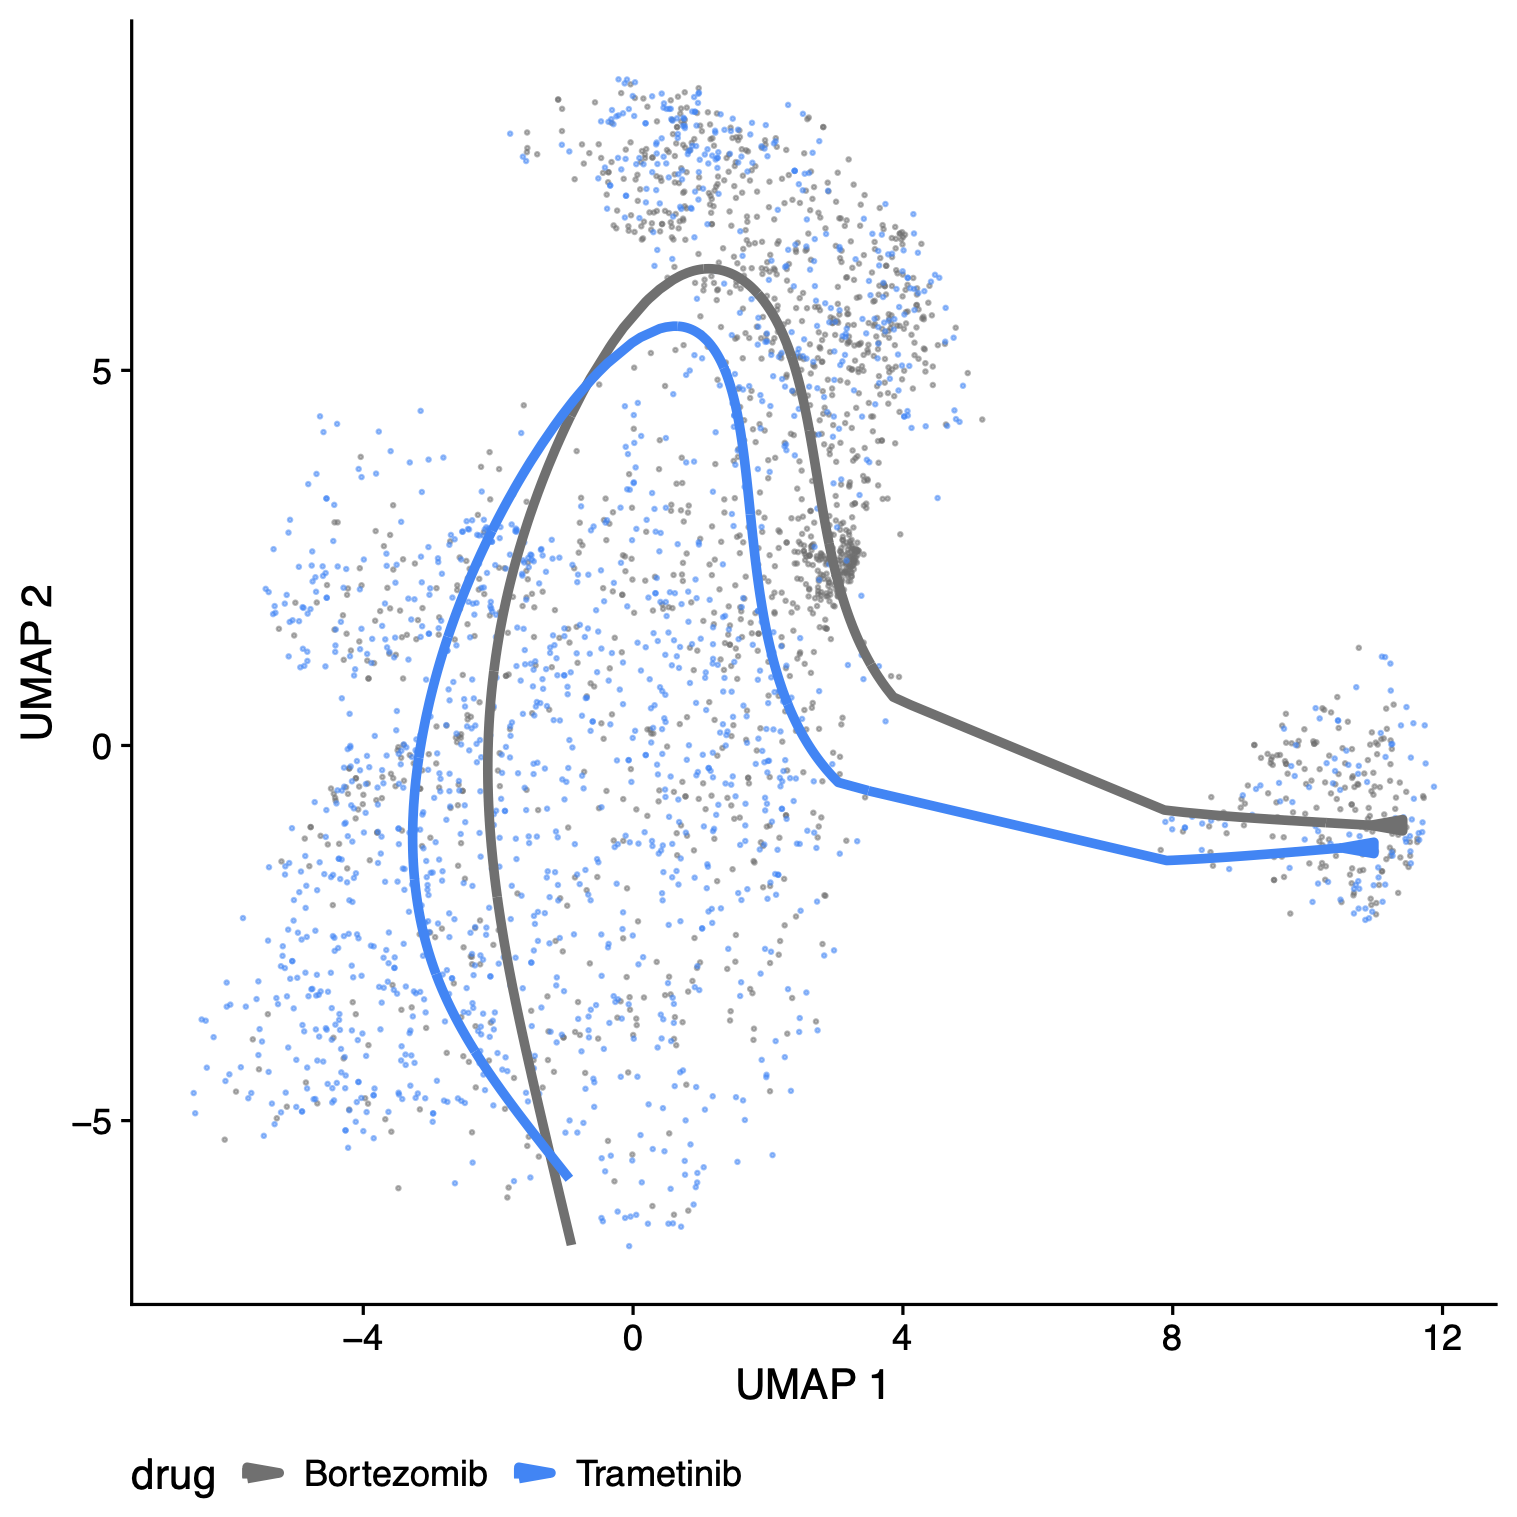 UMAP 2
5
0
−5
−4 0 4 8 12
UMAP 1
drug Bortezomib Trametinib